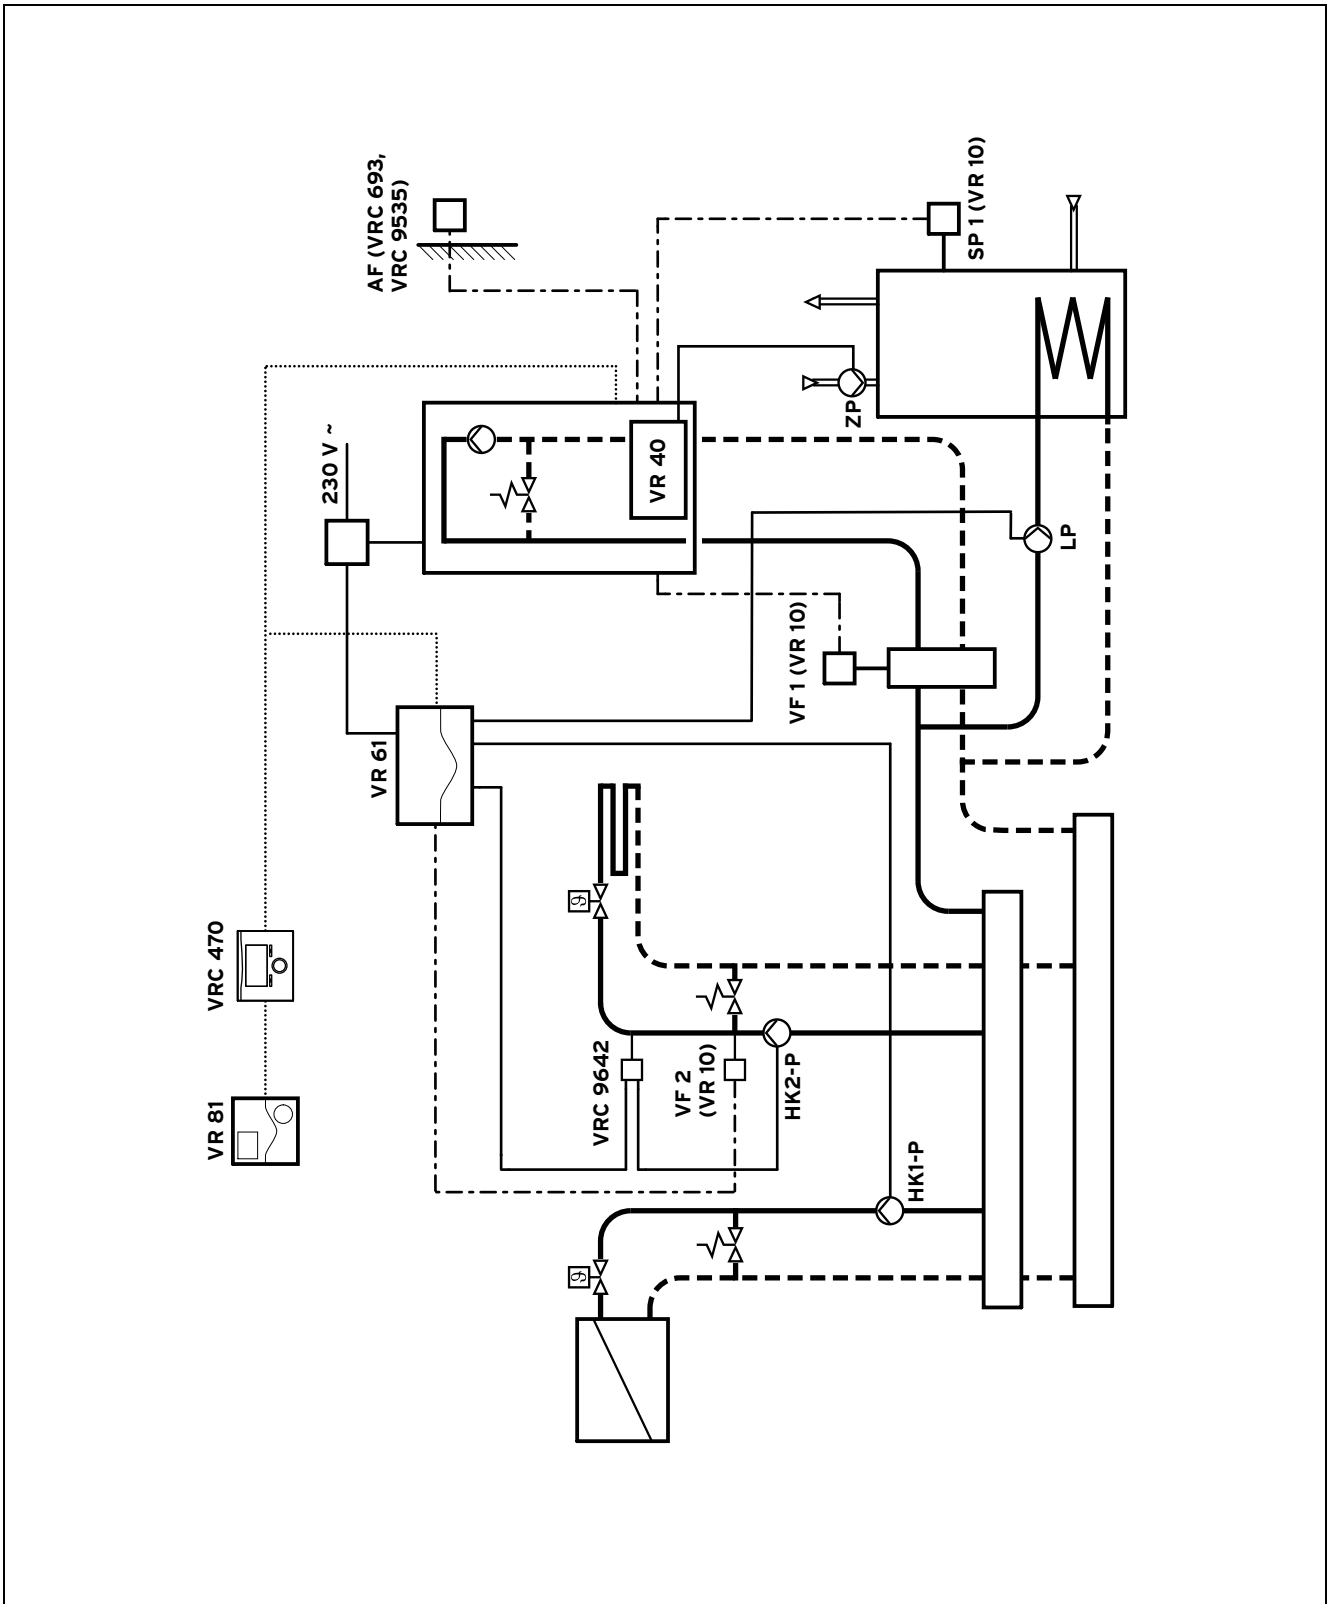 VR 81
VRC 470
VR 61
230 V ~
AF (VRC 693,
VRC 9535)
VR 40
ZP
SP 1 (VR 10)
LP
VF 1 (VR 10)
ϑ
VRC 9642
VF 2
(VR 10)
HK2-P
HK1-P
ϑ